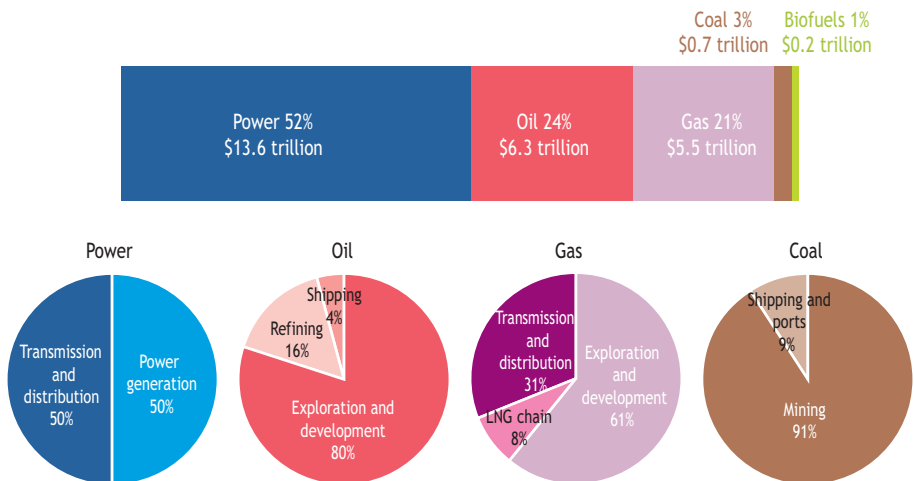 Coal 3%
$0.7 trillion
Biofuels 1%
$0.2 trillion
Power 52%
$13.6 trillion
Oil 24%
$6.3 trillion
Gas 21%
$5.5 trillion
Power
Transmission
and
distribution
50%
Power
generation
50%
Oil
Shipping
4%
Refining
16%
Exploration and
development
80%
Gas
Transmission
and
distribution
31%
LNG chain
8%
Exploration
and
development
61%
Coal
Shipping and
ports
9%
Mining
91%